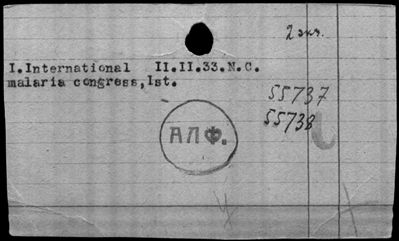 2 экз.
I.International II.II.33.N.C.
malaria congress,Ist.
55737
55738
АЛФ.